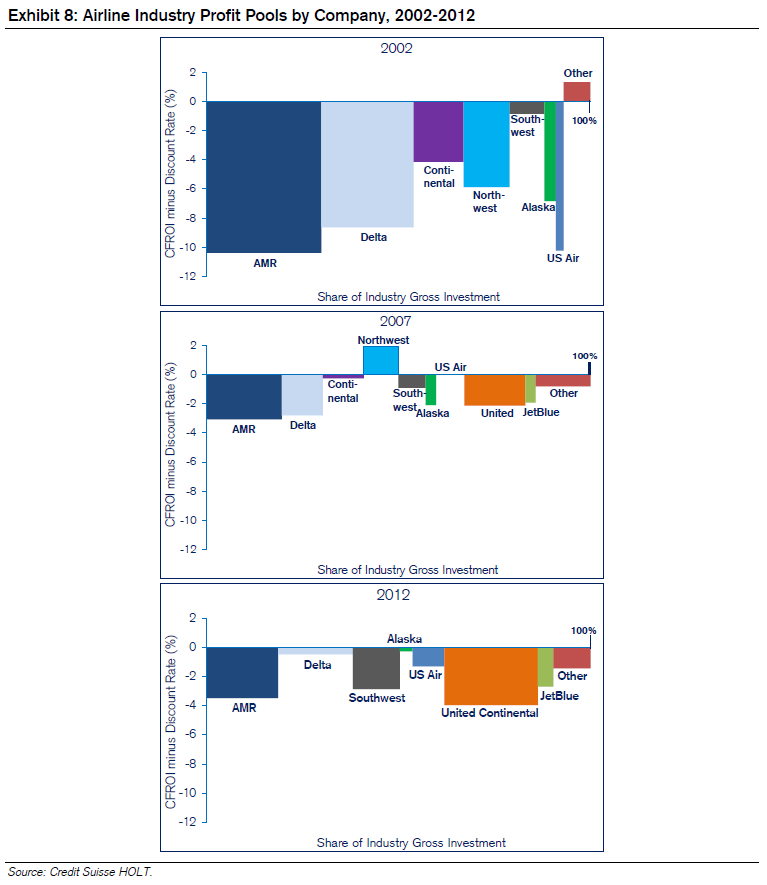 Exhibit 8: Airline Industry Profit Pools by Company, 2002-2012
2002
CFROI minus Discount Rate (%)
2
0
-2
-4
-6
-8
-10
-12
AMR
Delta
Conti-
nental
North-
west
South-
west
Alaska
US Air
Other
100%
Share of Industry Gross Investment
2007
CFROI minus Discount Rate (%)
2
0
-2
-4
-6
-8
-10
-12
AMR
Delta
Conti-
nental
Northwest
South-
west
Alaska
US Air
United
JetBlue
Other
100%
Share of Industry Gross Investment
2012
CFROI minus Discount Rate (%)
2
0
-2
-4
-6
-8
-10
-12
AMR
Delta
Southwest
Alaska
US Air
United Continental
JetBlue
Other
100%
Share of Industry Gross Investment
Source: Credit Suisse HOLT.